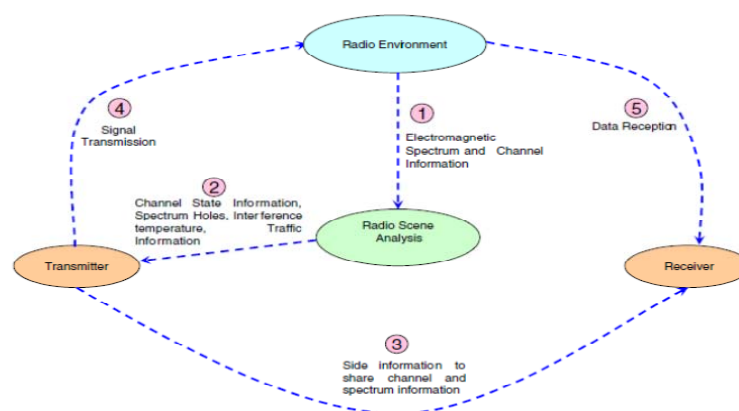 Radio Environment
4
Signal
Transmission
1
Electromagnetic
Spectrum and Channel
Information
5
Data Reception
2
Channel State Information,
Spectrum Holes, Interference
temperature, Traffic
Information
Radio Scene
Analysis
Transmitter
Receiver
3
Side information to
share channel and
spectrum information